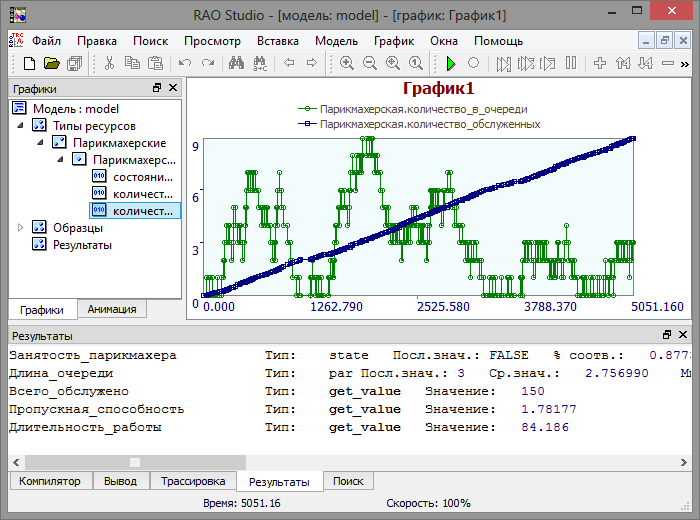 RAO Studio - [модель: model] - [график: График1]
Файл Правка Поиск Просмотр Вставка Модель График Окна Помощь
Графики
Модель : model
Типы ресурсов
Парикмахерские
Парикмахерс...
состояни...
количест...
количест...
Образцы
Результаты
Графики Анимация
График1
Парикмахерская.количество_в_очереди
Парикмахерская.количество_обслуженных
9
6
3
0
0.000 1262.790 2525.580 3788.370 5051.160
Результаты
Занятость_парикмахера Тип: state Посл.знач.: FALSE % соотв.: 0.877
Длина_очереди Тип: par Посл.знач.: 3 Ср.знач.: 2.756990
Всего_обслужено Тип: get_value Значение: 150
Пропускная_способность Тип: get_value Значение: 1.78177
Длительность_работы Тип: get_value Значение: 84.186
Компилятор Вывод Трассировка Результаты Поиск
Время: 5051.16 Скорость: 100%